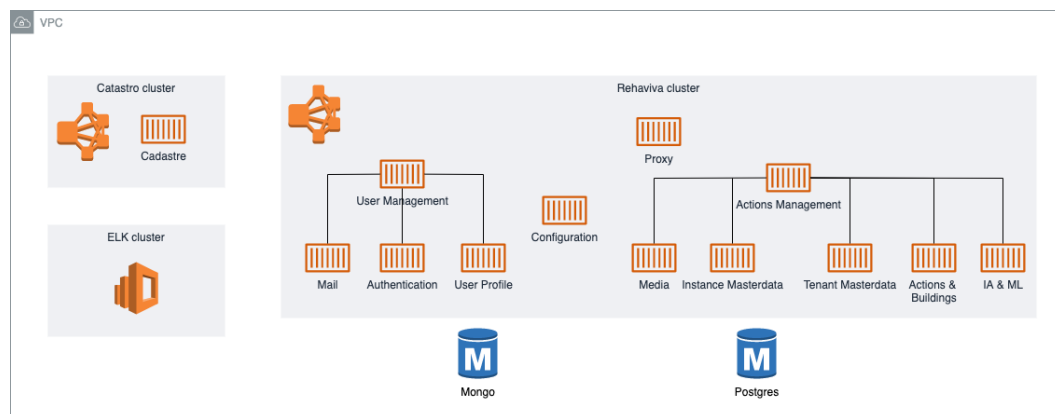 VPC
Catastro cluster
Cadastre
ELK cluster
Rehaviva cluster
Proxy
User Management
Actions Management
Configuration
Mail
Authentication
User Profile
Media
Instance Masterdata
Tenant Masterdata
Actions &
Buildings
IA & ML
M
Mongo
M
Postgres